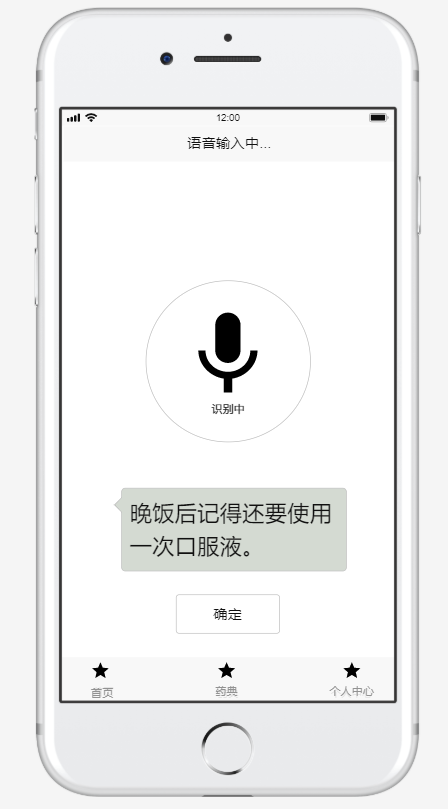 12:00
语音输入中...
识别中
晚饭后记得还要使用
一次口服液。
确定
首页
药典
个人中心